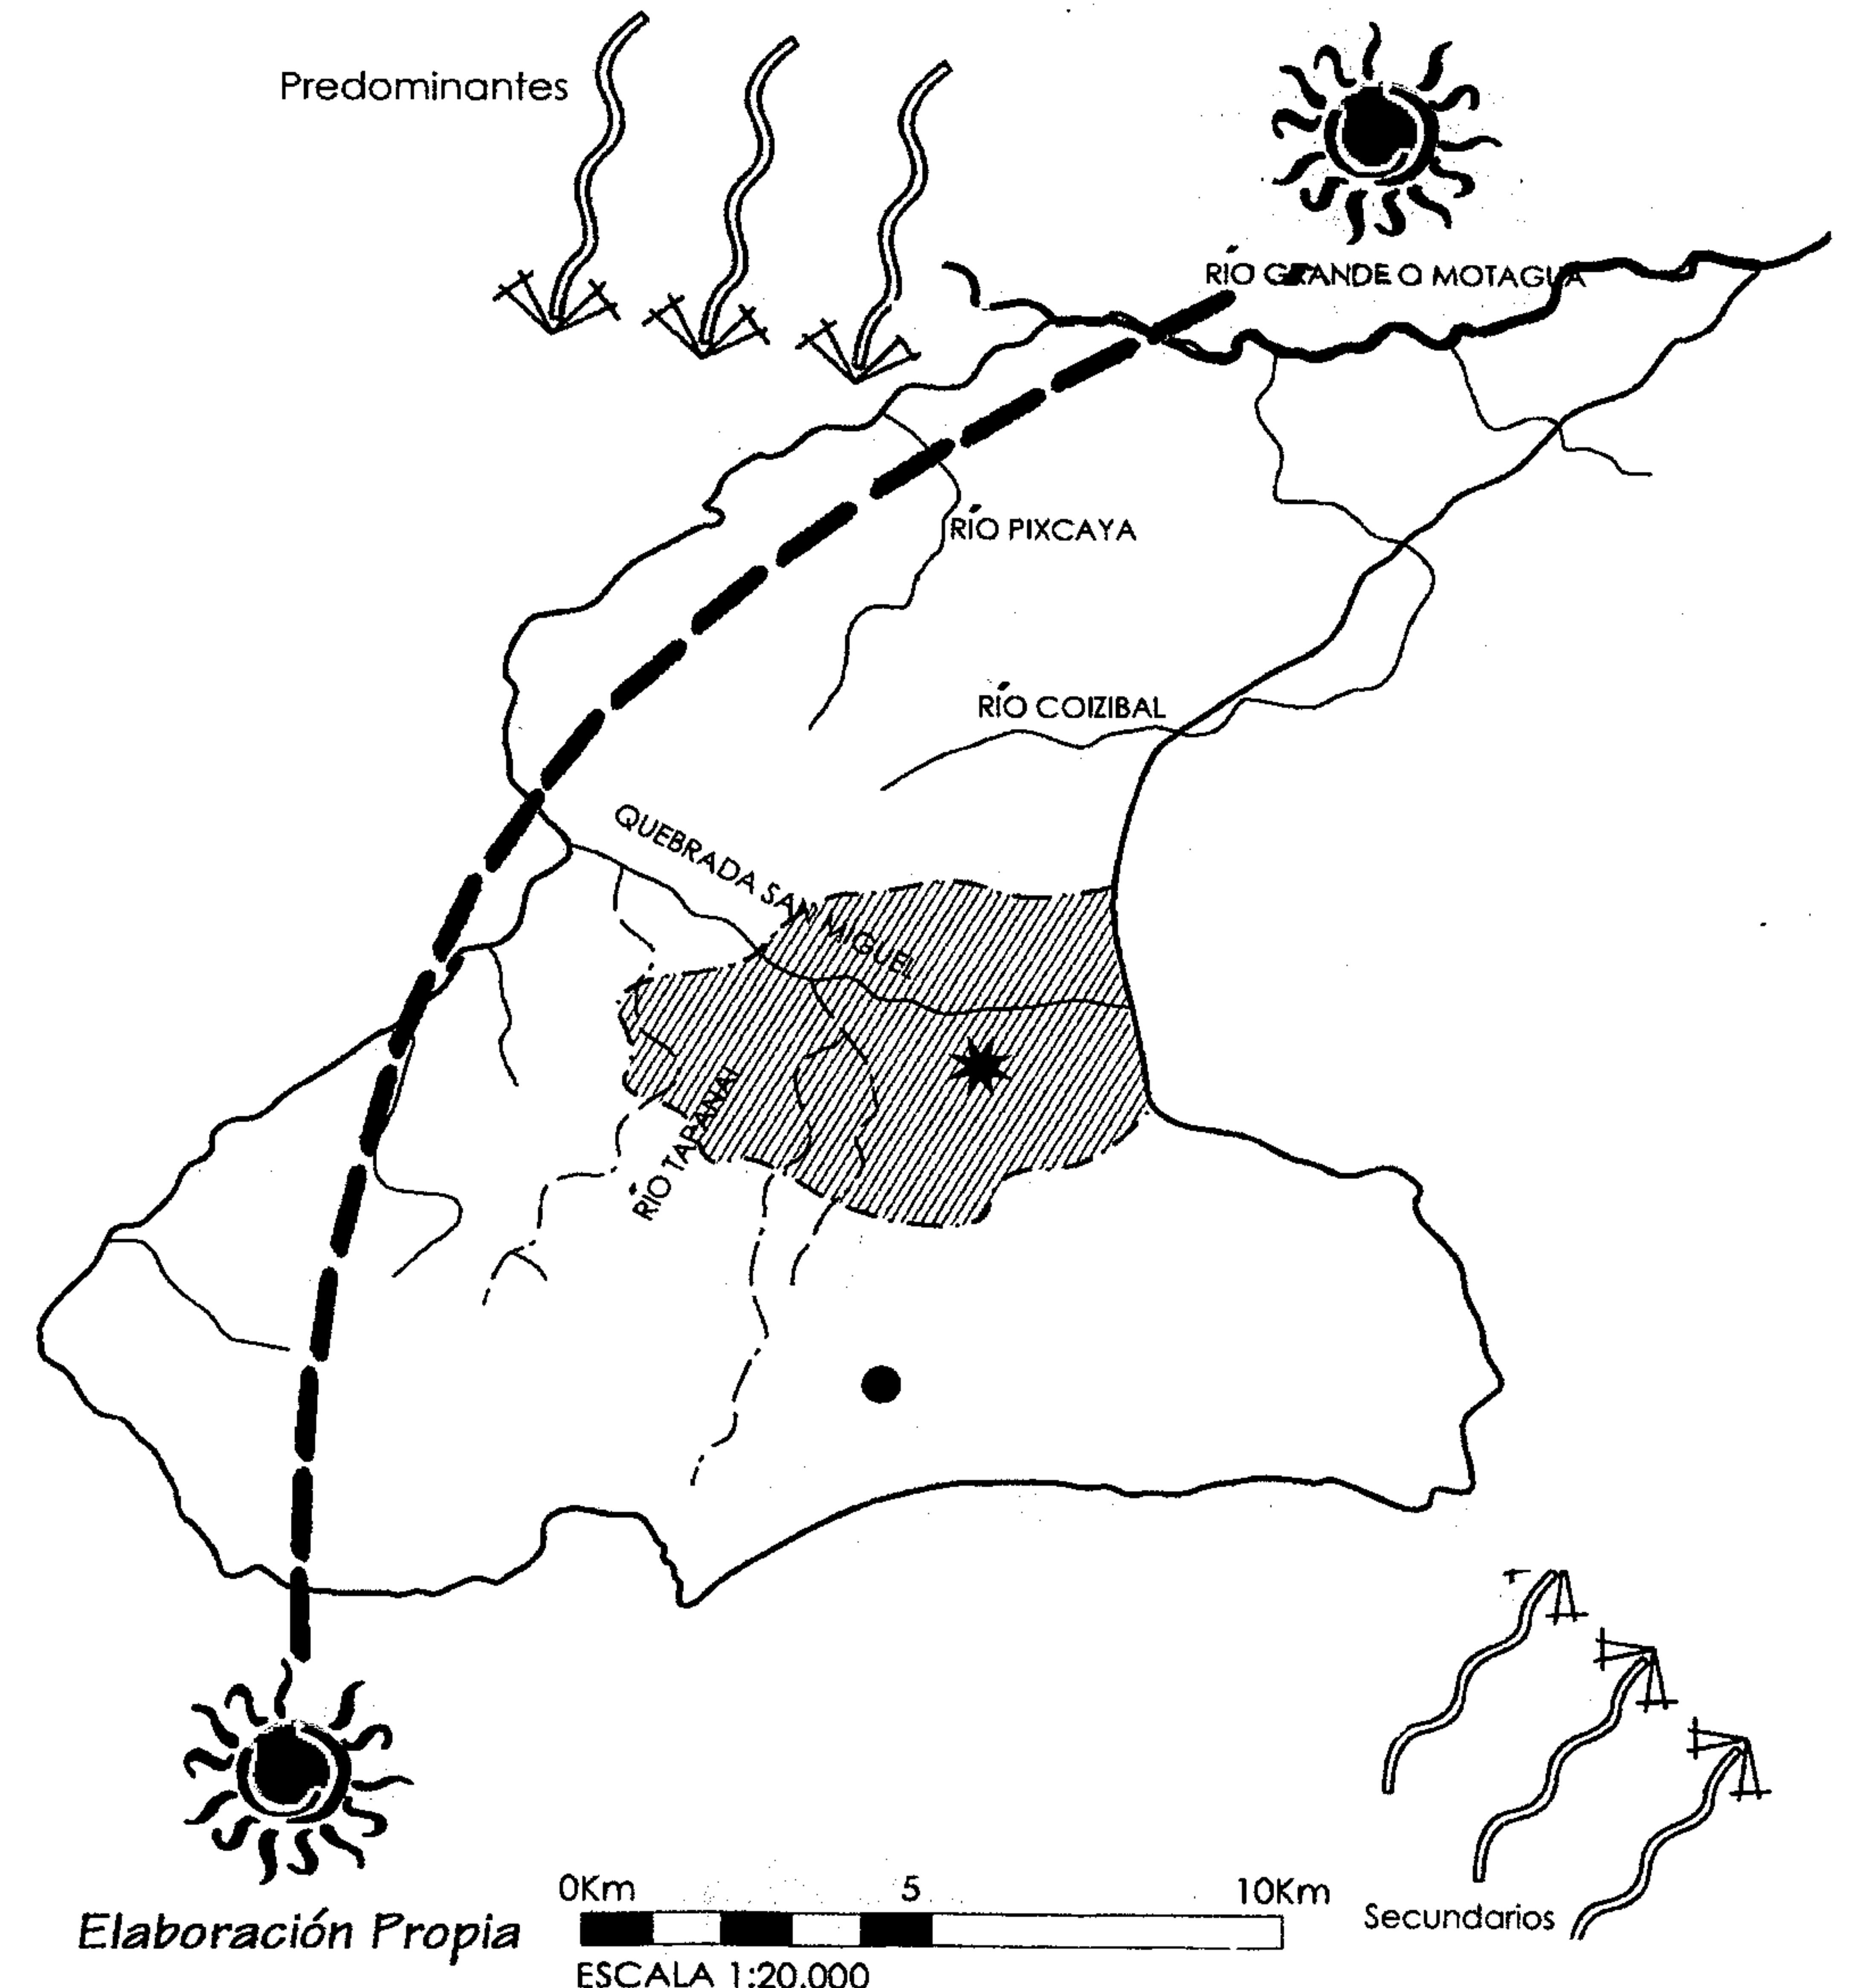 Predominantes
RÍO GRANDE O MOTAGUA
RÍO PIXCAYA
RÍO COIZIBAL
QUEBRADA SAN MIGUEL
RÍO TAPANAI
0Km 5 10Km
Secundarios
Elaboración Propia
ESCALA 1:20,000